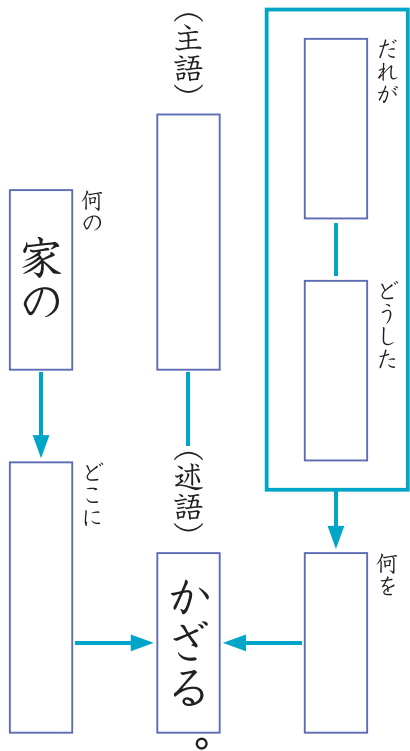 だれが
どうした
何を
（主語）
（述語）
かざる。
何の
家の
どこに